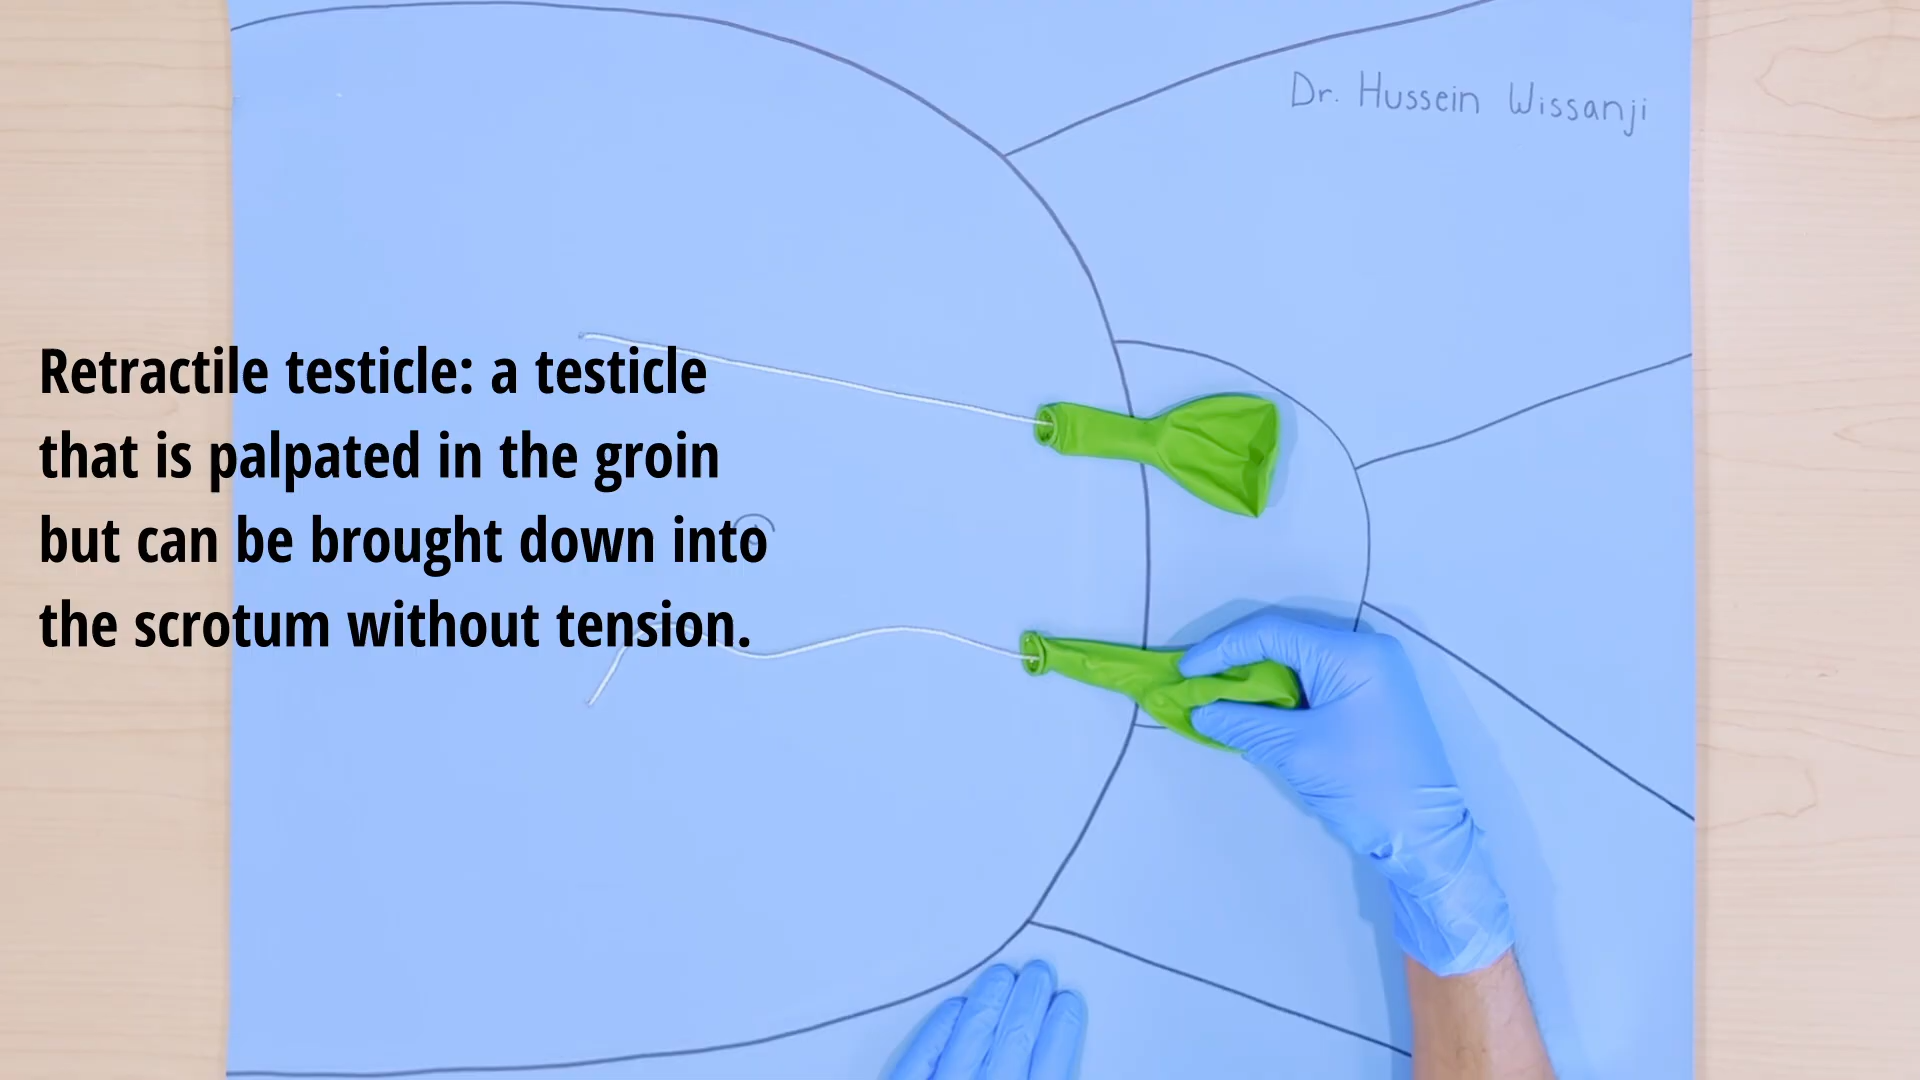 Dr. Hussein Wissanji
Retractile testicle: a testicle
that is palpated in the groin
but can be brought down into
the scrotum without tension.